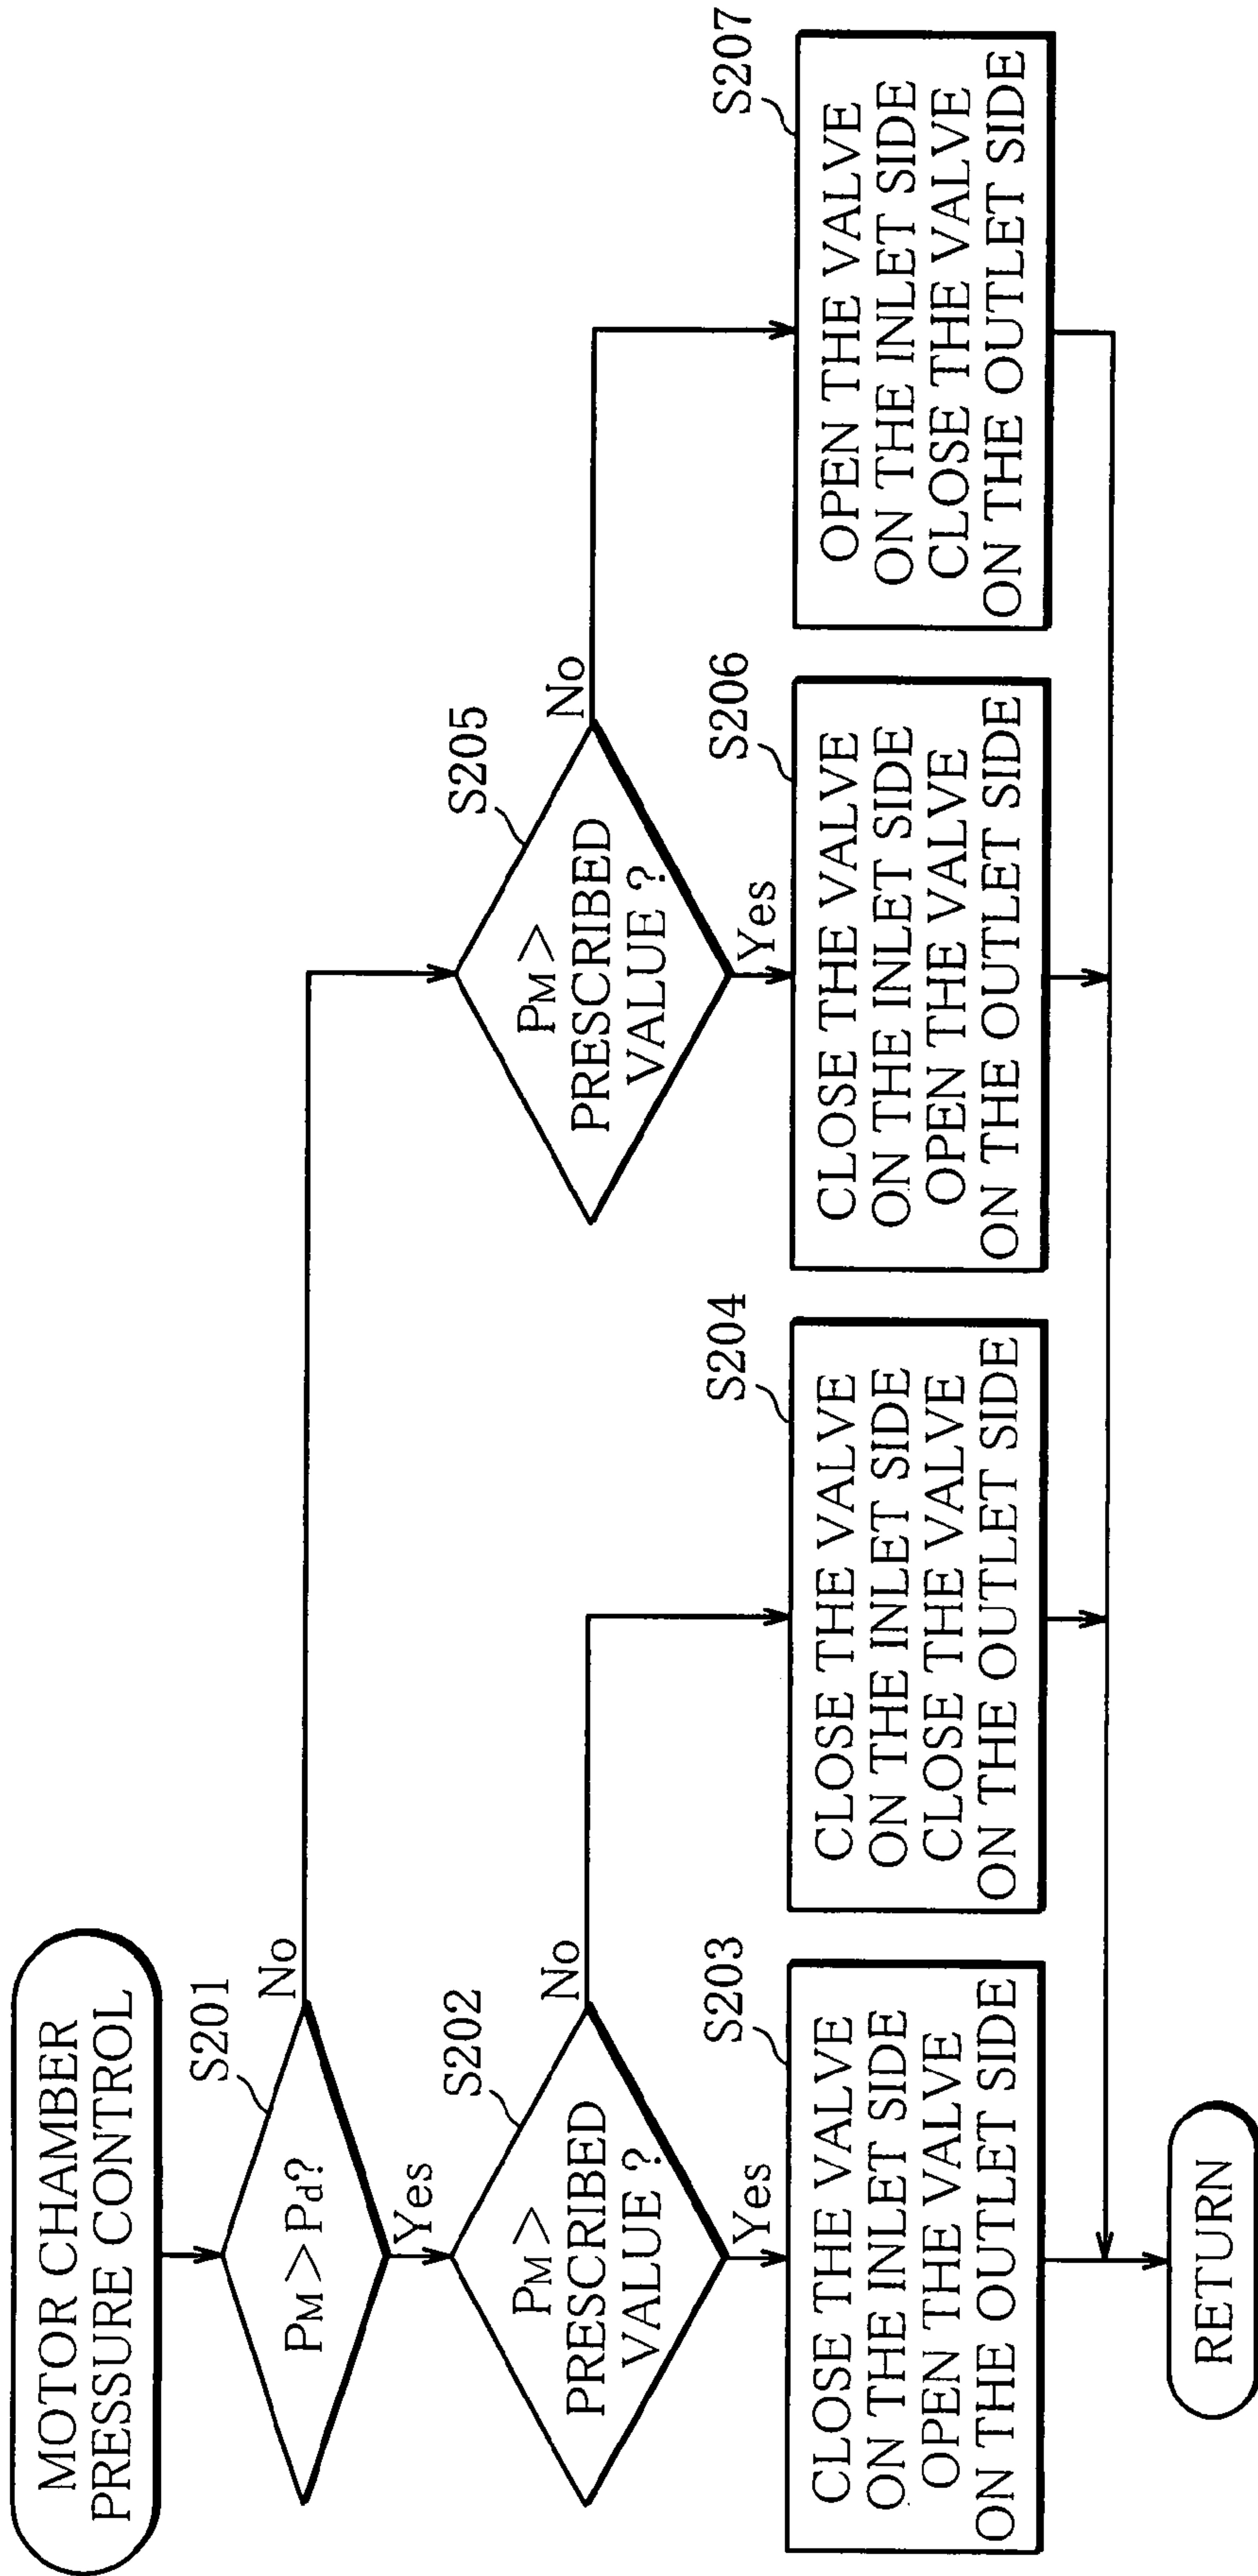 MOTOR CHAMBER
PRESSURE CONTROL
S201
PM > Pd?
No
Yes
S202
PM >
PRESCRIBED
VALUE ?
No
Yes
S203
CLOSE THE VALVE
ON THE INLET SIDE
OPEN THE VALVE
ON THE OUTLET SIDE
S204
CLOSE THE VALVE
ON THE INLET SIDE
CLOSE THE VALVE
ON THE OUTLET SIDE
S205
PM >
PRESCRIBED
VALUE ?
No
Yes
S206
CLOSE THE VALVE
ON THE INLET SIDE
OPEN THE VALVE
ON THE OUTLET SIDE
S207
OPEN THE VALVE
ON THE INLET SIDE
CLOSE THE VALVE
ON THE OUTLET SIDE
RETURN